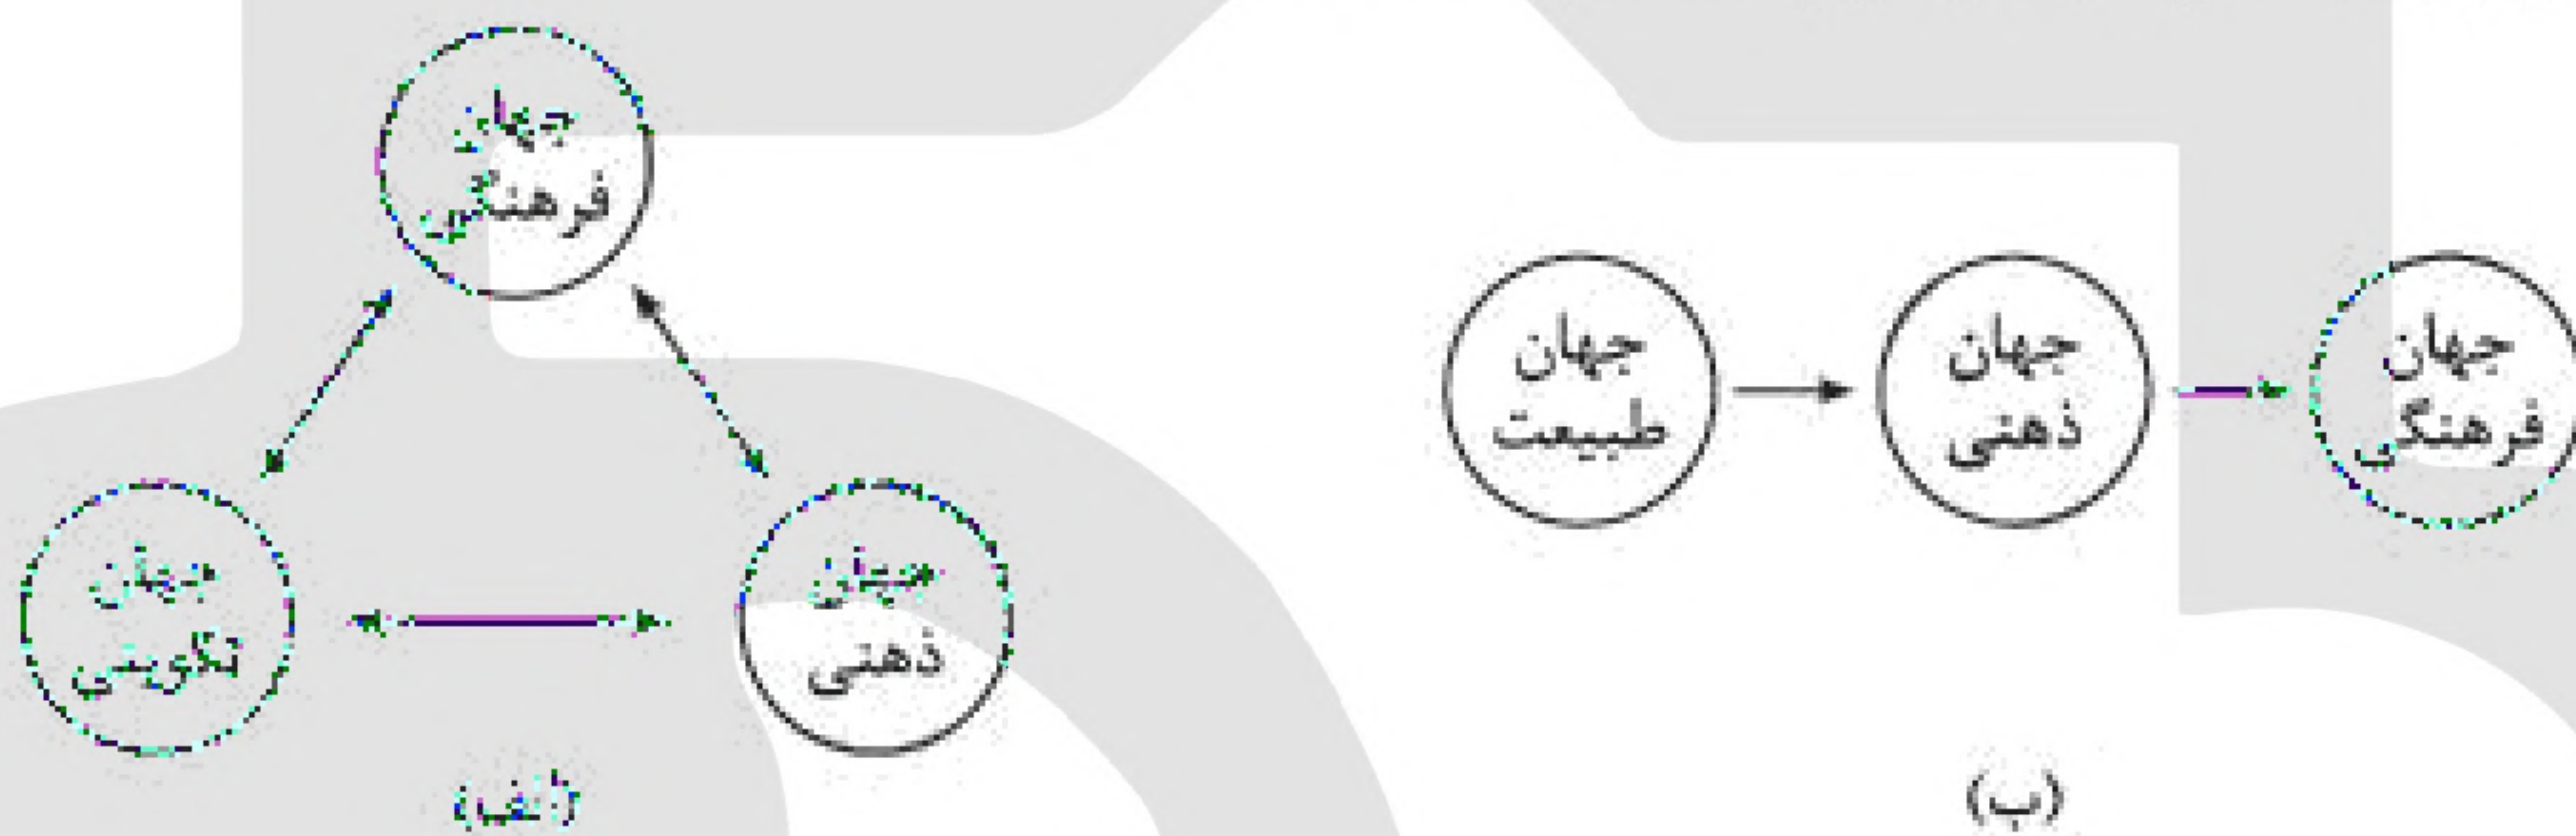 جهان
فرهنگی
جهان
تکوینی
جهان
ذهنی
(الف)
جهان
طبیعت
جهان
ذهنی
جهان
فرهنگی
(ب)